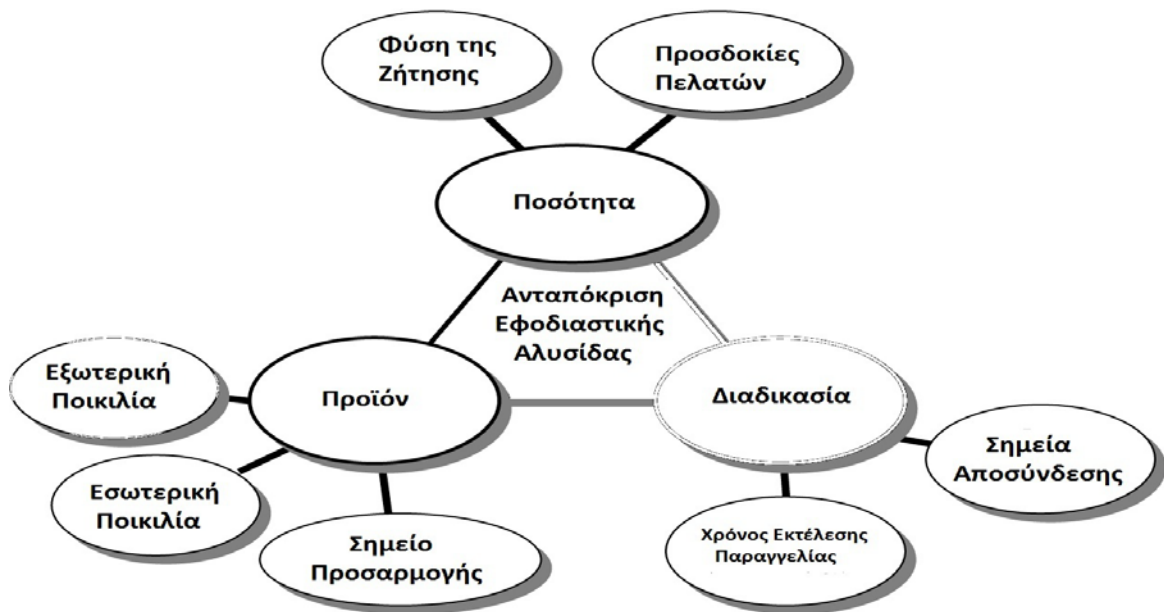 Φύση της
Ζήτησης
Προσδοκίες
Πελατών
Ποσότητα
Ανταπόκριση
Εφοδιαστικής
Αλυσίδας
Εξωτερική
Ποικιλία
Προϊόν
Διαδικασία
Σημεία
Αποσύνδεσης
Εσωτερική
Ποικιλία
Σημείο
Προσαρμογής
Χρόνος Εκτέλεσης
Παραγγελίας